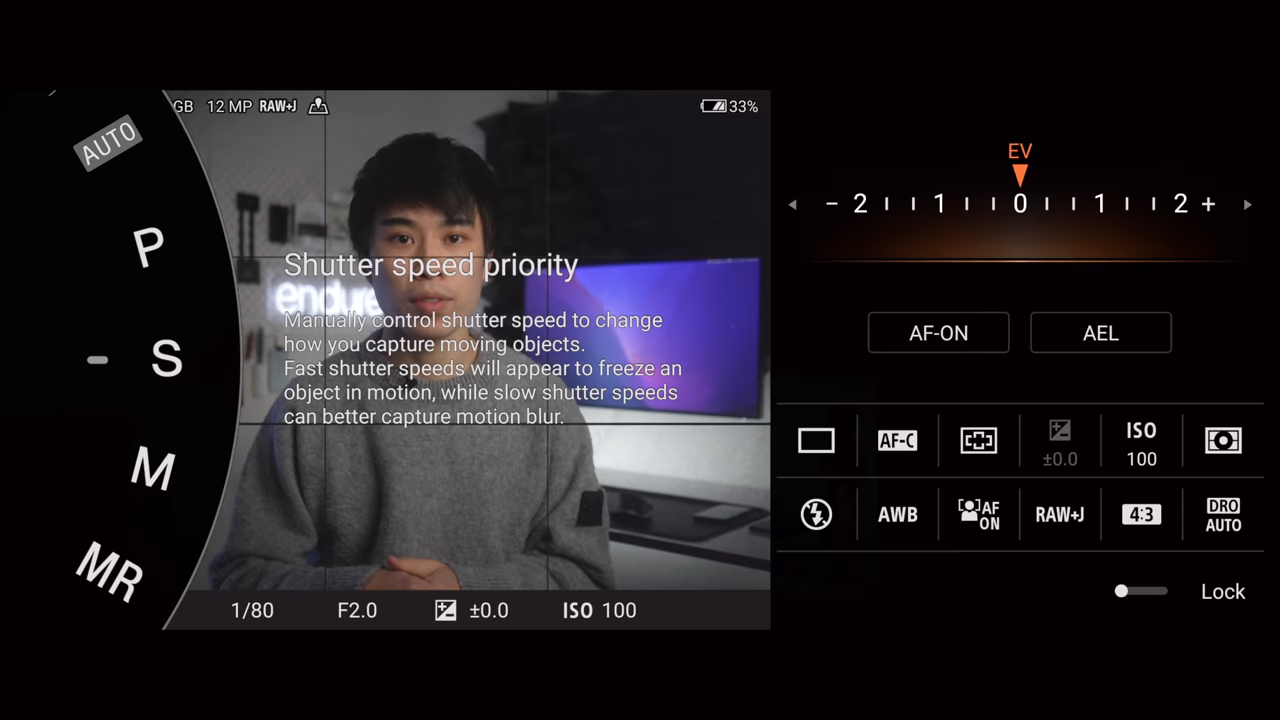 AUTO
P
- S
M
MR
GB 12 MP RAW+J 33%
endure
Shutter speed priority
Manually control shutter speed to change
how you capture moving objects.
Fast shutter speeds will appear to freeze an
object in motion, while slow shutter speeds
can better capture motion blur.
1/80 F2.0 ±0.0 ISO 100
EV
− 2 1 0 1 2 +
AF-ON AEL
AF-C ±0.0 ISO 100
AWB AF ON RAW+J 4:3 DRO AUTO
Lock